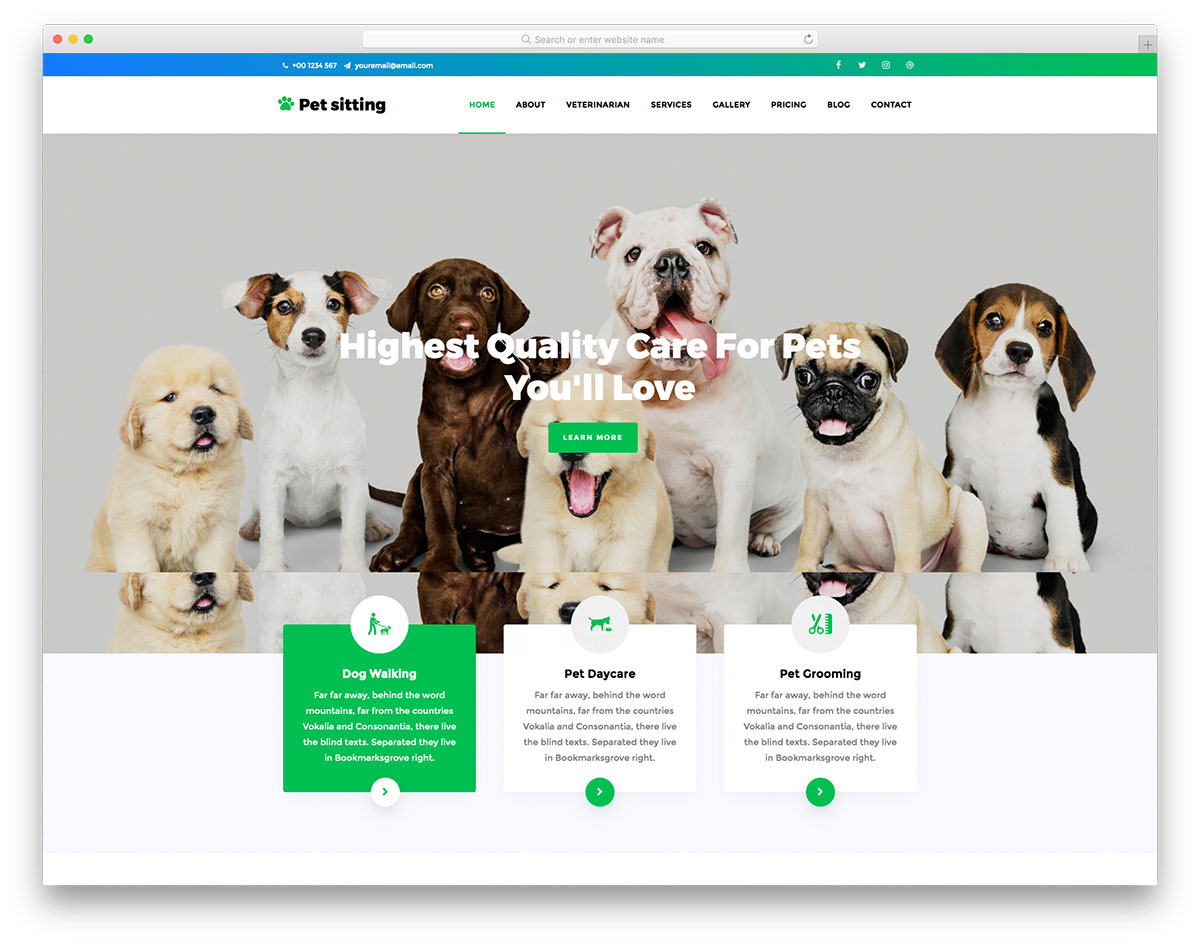 Search or enter website name
+00 1234 567 youremail@email.com
Pet sitting
HOME ABOUT VETERINARIAN SERVICES GALLERY PRICING BLOG CONTACT
Highest Quality Care For Pets
You'll Love
LEARN MORE
Dog Walking
Far far away, behind the word
mountains, far from the countries
Vokalia and Consonantia, there live
the blind texts. Separated they live
in Bookmarksgrove right.
Pet Daycare
Far far away, behind the word
mountains, far from the countries
Vokalia and Consonantia, there live
the blind texts. Separated they live
in Bookmarksgrove right.
Pet Grooming
Far far away, behind the word
mountains, far from the countries
Vokalia and Consonantia, there live
the blind texts. Separated they live
in Bookmarksgrove right.